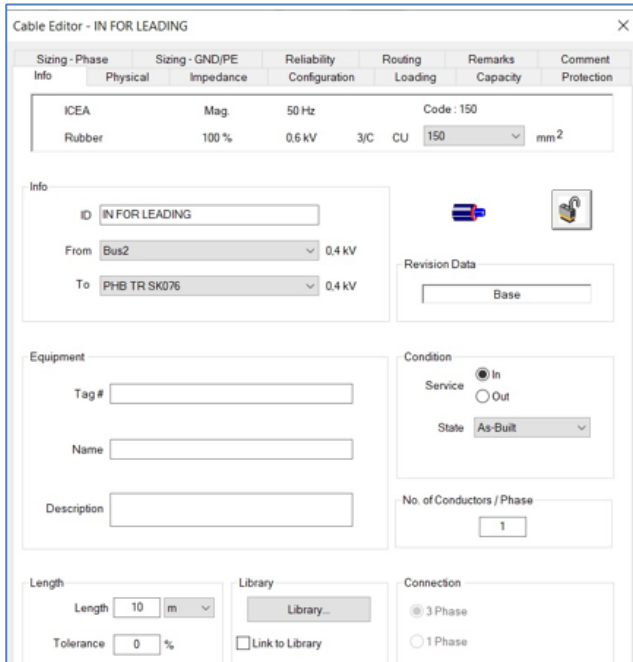 Cable Editor - IN FOR LEADING
Sizing - Phase Sizing - GND/PE Reliability Routing Remarks Comment
Info Physical Impedance Configuration Loading Capacity Protection
ICEA Mag. 50 Hz Code : 150
Rubber 100 % 0.6 kV 3/C CU 150 mm2
Info
ID IN FOR LEADING
From Bus2 0,4 kV
To PHB TR SK076 0,4 kV
Revision Data
Base
Equipment
Tag #
Name
Description
Condition
Service In
Out
State As-Built
No. of Conductors / Phase
1
Length
Length 10 m
Tolerance 0 %
Library
Library...
Link to Library
Connection
3 Phase
1 Phase